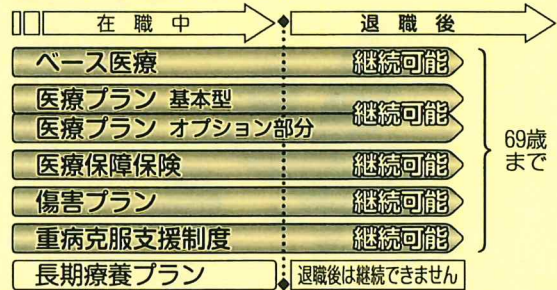 在職中 退職後
ベース医療 継続可能
医療プラン 基本型
継続可能
医療プラン オプション部分
医療保障保険 継続可能
傷害プラン 継続可能
重病克服支援制度 継続可能
69歳
まで
長期療養プラン 退職後は継続できません